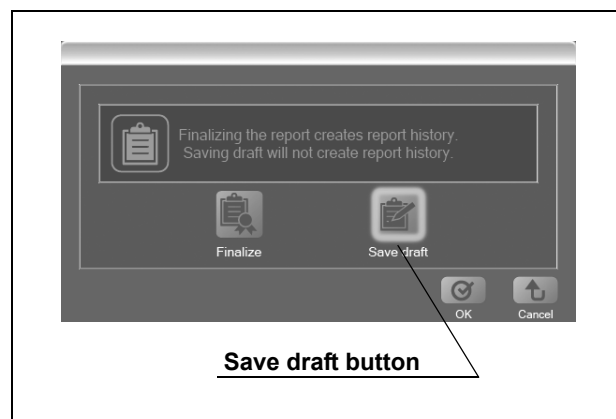 Finalizing the report creates report history.
Saving draft will not create report history.
Finalize
Save draft
OK
Cancel
Save draft button